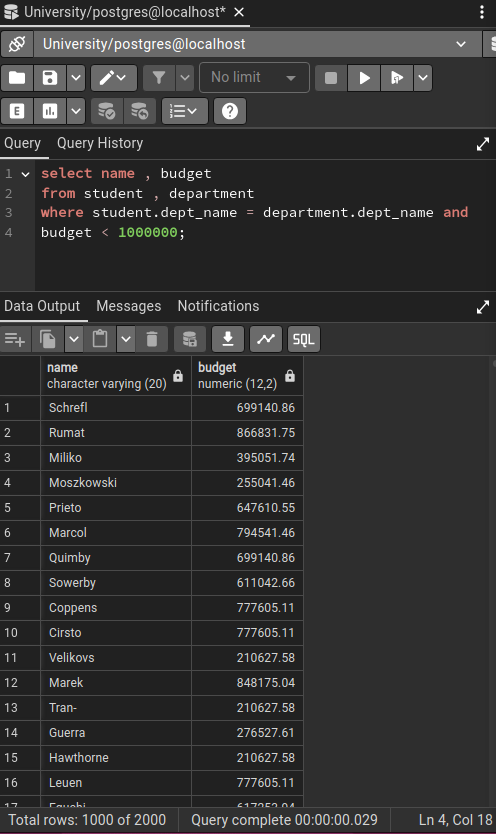 University/postgres@localhost*
University/postgres@localhost
No limit
E
Query Query History
1 select name , budget
2 from student , department
3 where student.dept_name = department.dept_name and
4 budget < 1000000;
Data Output Messages Notifications
SQL
name budget
character varying (20) numeric (12,2)
1 Schrefl 699140.86
2 Rumat 866831.75
3 Miliko 395051.74
4 Moszkowski 255041.46
5 Prieto 647610.55
6 Marcol 794541.46
7 Quimby 699140.86
8 Sowerby 611042.66
9 Coppens 777605.11
10 Cirsto 777605.11
11 Velikovs 210627.58
12 Marek 848175.04
13 Tran- 210627.58
14 Guerra 276527.61
15 Hawthorne 210627.58
16 Leuen 777605.11
17
Total rows: 1000 of 2000 Query complete 00:00:00.029 Ln 4, Col 18